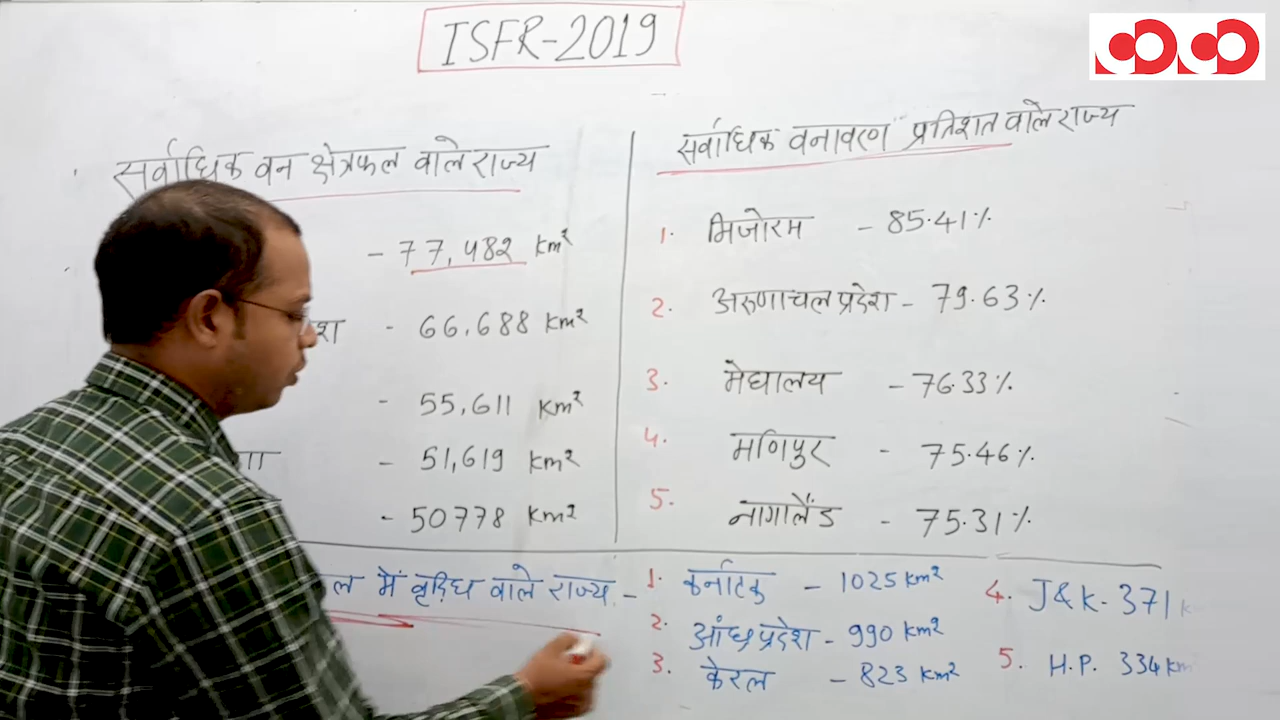 ISFR-2019
सर्वाधिक वन क्षेत्रफल वाले राज्य
- 77,482 km²
श - 66,688 km²
- 55,611 km²
- 51,619 km²
- 50778 km²
सर्वाधिक वनावरण प्रतिशत वाले राज्य
1. मिजोरम - 85.41%
2. अरुणाचल प्रदेश - 79.63%
3. मेघालय - 76.33%
4. मणिपुर - 75.46%
5. नागालैंड - 75.31%
में वृद्धि वाले राज्य -
1. कर्नाटक - 1025 km²
2. आंध्र प्रदेश - 990 km²
3. केरल - 823 km²
4. J&K - 371 k
5. H.P. 334 km